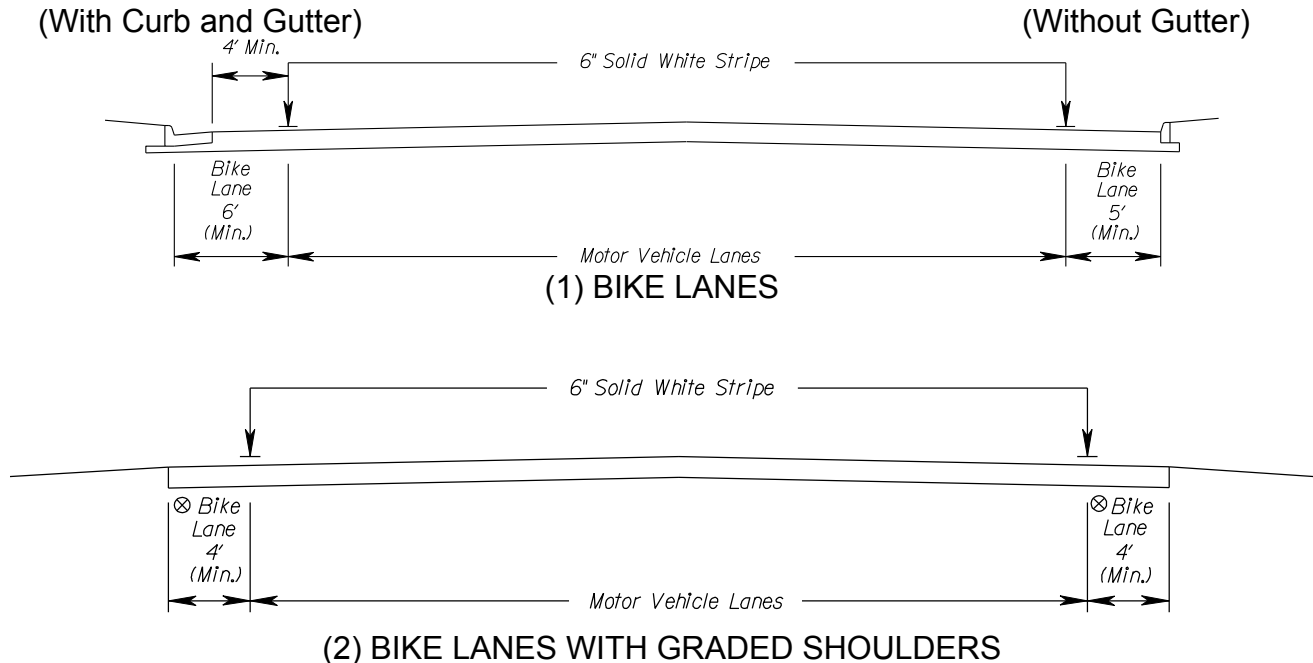 (With Curb and Gutter)
(Without Gutter)
4' Min.
6" Solid White Stripe
Bike
Lane
6'
(Min.)
Bike
Lane
5'
(Min.)
Motor Vehicle Lanes
(1) BIKE LANES
6" Solid White Stripe
⊗ Bike
Lane
4'
(Min.)
⊗ Bike
Lane
4'
(Min.)
Motor Vehicle Lanes
(2) BIKE LANES WITH GRADED SHOULDERS